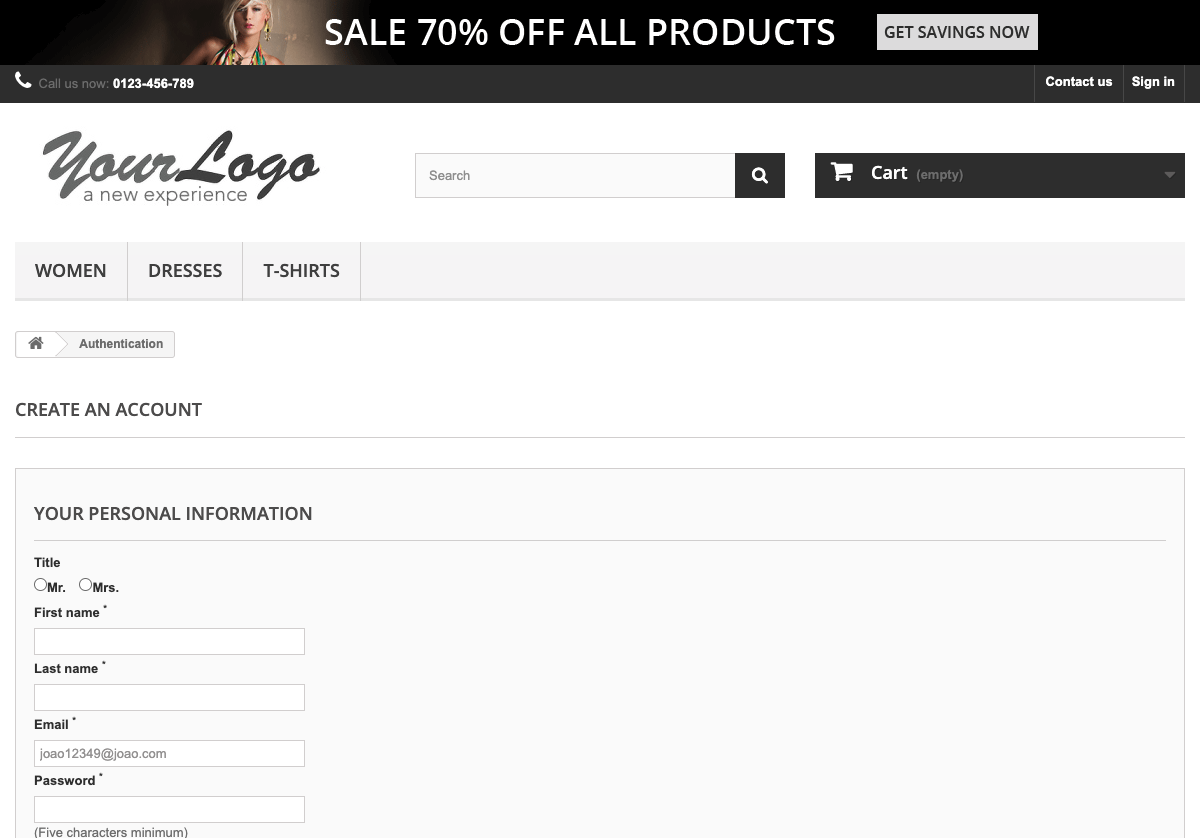 SALE 70% OFF ALL PRODUCTS GET SAVINGS NOW
Call us now: 0123-456-789 Contact us Sign in
YourLogo
a new experience
Search
Cart (empty)
WOMEN DRESSES T-SHIRTS
Authentication
CREATE AN ACCOUNT
YOUR PERSONAL INFORMATION
Title
Mr. Mrs.
First name *
Last name *
Email *
joao12349@joao.com
Password *
(Five characters minimum)